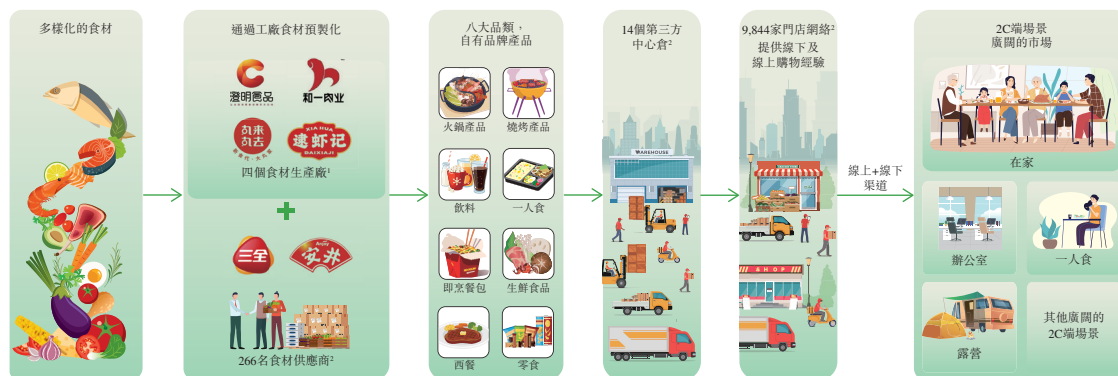 多樣化的食材
通過工廠食材預製化
澄明食品
和一肉业
丸来
丸去
XIA HUA
逮虾记
DAIXIAJI
四個食材生產廠¹
三全
Anjoy
安井
266名食材供應商²
八大品類，
自有品牌產品
火鍋產品
燒烤產品
飲料
一人食
即烹餐包
生鮮食品
西餐
零食
14個第三方
中心倉²
WAREHOUSE
9,844家門店網絡²
提供線下及
線上購物經驗
SHOP
線上+線下
渠道
2C端場景
廣闊的市場
在家
辦公室
一人食
露營
其他廣闊的
2C端場景